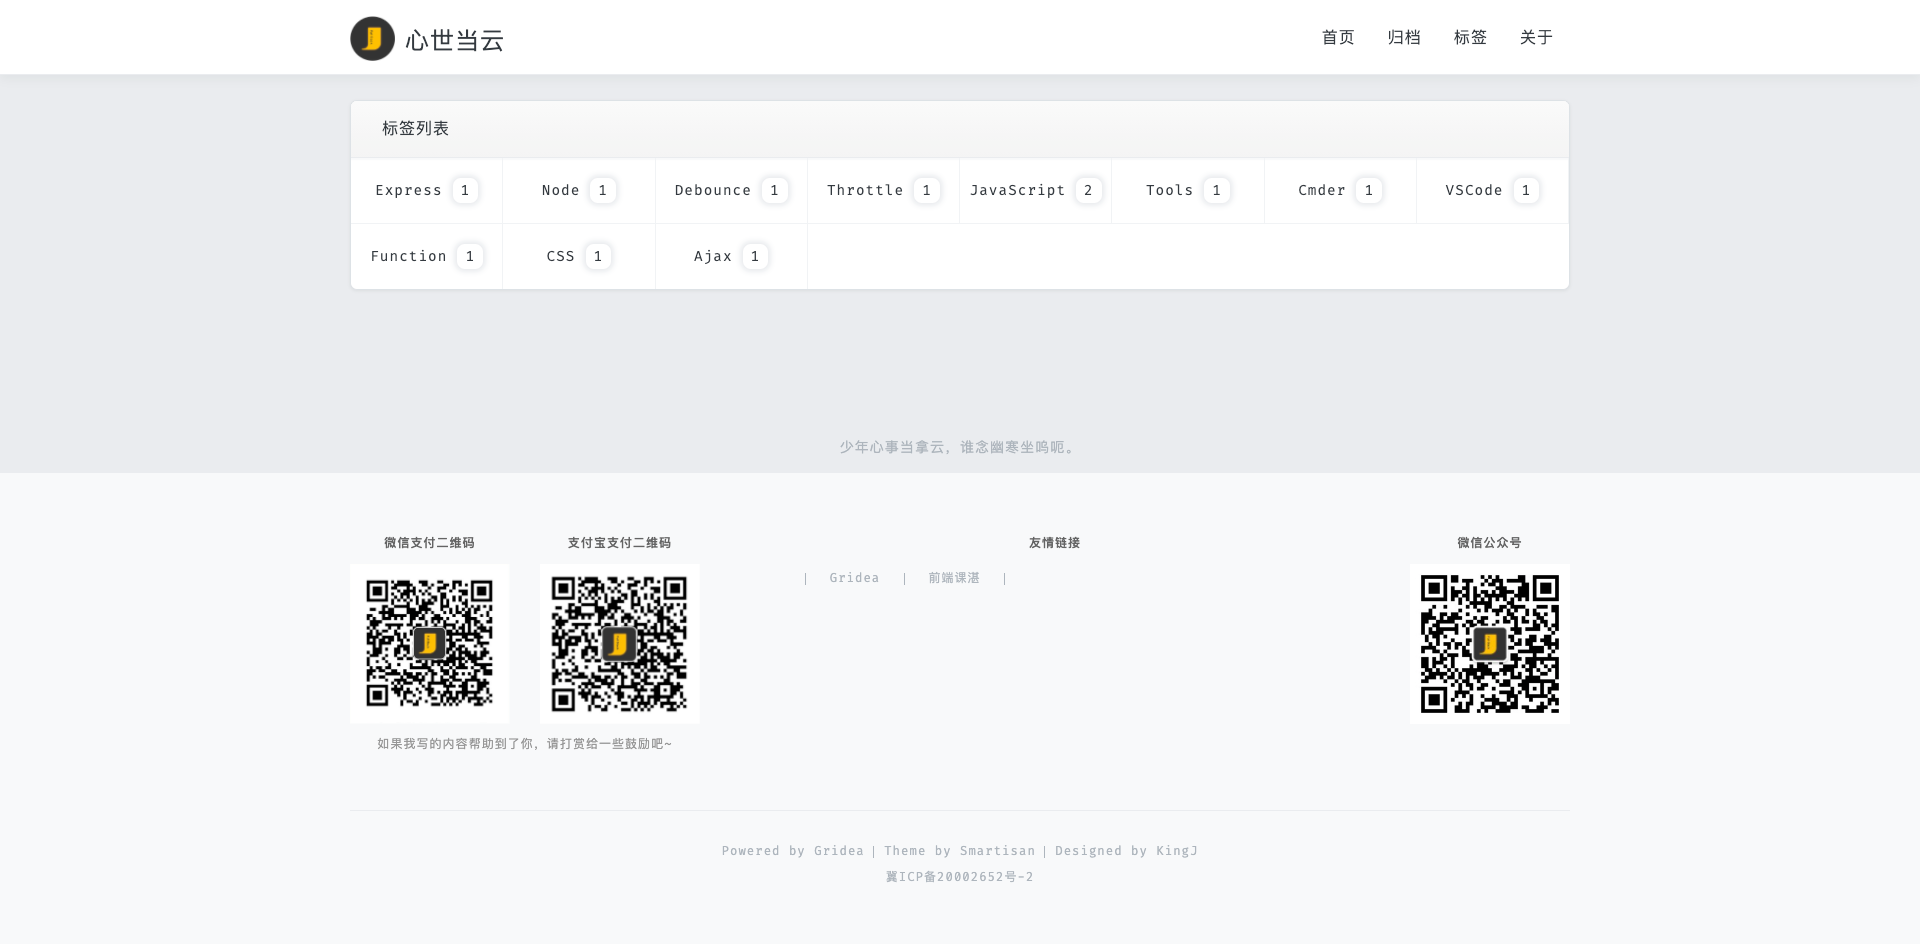 心世当云
首页 归档 标签 关于
标签列表
Express 1 Node 1 Debounce 1 Throttle 1 JavaScript 2 Tools 1 Cmder 1 VSCode 1
Function 1 CSS 1 Ajax 1
少年心事当拿云，谁念幽寒坐呜呃。
微信支付二维码 支付宝支付二维码 友情链接 微信公众号
| Gridea | 前端课湛 |
如果我写的内容帮助到了你，请打赏给一些鼓励吧~
Powered by Gridea | Theme by Smartisan | Designed by KingJ
冀ICP备20002652号-2